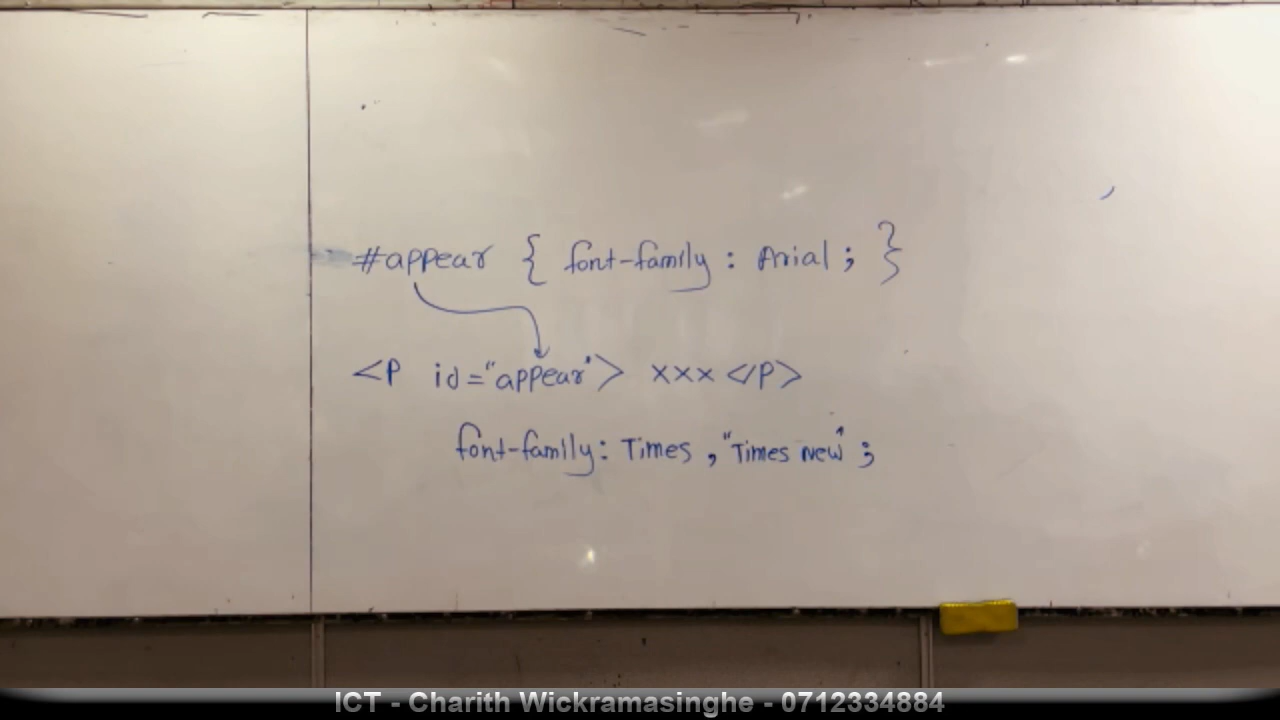 #appear { font-family : Arial ; }
<P id="appear"> xxx </P>
font-family: Times , "Times New" ;
ICT - Charith Wickramasinghe - 0712334884